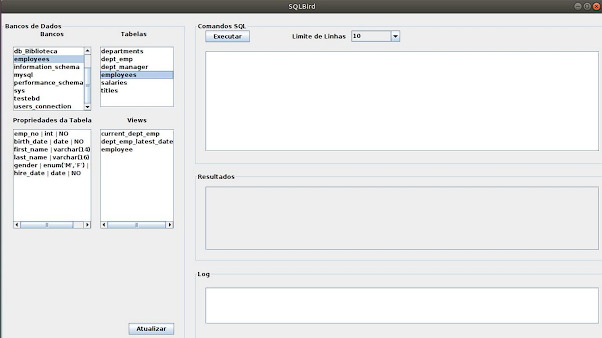 SQLBird
Bancos de Dados
Bancos
db_Biblioteca
employees
information_schema
mysql
performance_schema
sys
testebd
users_connection
Tabelas
departments
dept_emp
dept_manager
employees
salaries
titles
Propriedades da Tabela
emp_no | int | NO
birth_date | date | NO
first_name | varchar(14)
last_name | varchar(16)
gender | enum('M','F') |
hire_date | date | NO
Views
current_dept_emp
dept_emp_latest_date
employee
Atualizar
Comandos SQL
Executar
Limite de Linhas 10
Resultados
Log